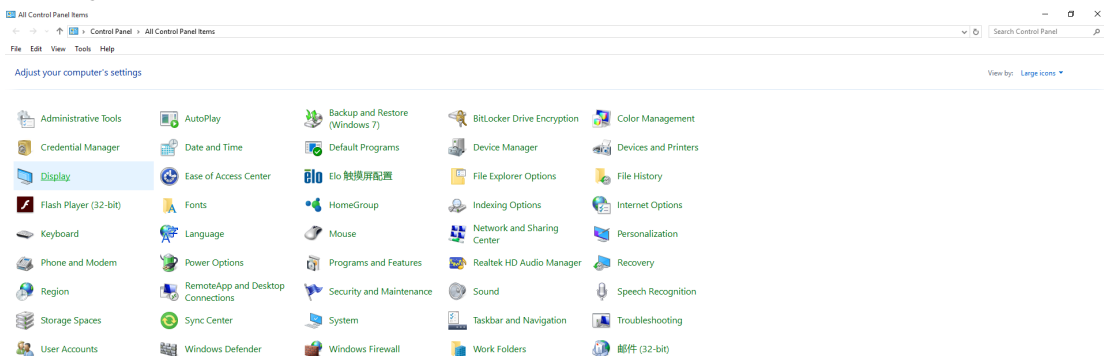 All Control Panel Items
Control Panel > All Control Panel Items
Search Control Panel
File Edit View Tools Help
Adjust your computer's settings
View by: Large icons
Administrative Tools
AutoPlay
Backup and Restore
(Windows 7)
BitLocker Drive Encryption
Color Management
Credential Manager
Date and Time
Default Programs
Device Manager
Devices and Printers
Display
Ease of Access Center
elo
Elo 触摸屏配置
File Explorer Options
File History
Flash Player (32-bit)
Fonts
HomeGroup
Indexing Options
Internet Options
Keyboard
Language
Mouse
Network and Sharing
Center
Personalization
Phone and Modem
Power Options
Programs and Features
Realtek HD Audio Manager
Recovery
Region
RemoteApp and Desktop
Connections
Security and Maintenance
Sound
Speech Recognition
Storage Spaces
Sync Center
System
Taskbar and Navigation
Troubleshooting
User Accounts
Windows Defender
Windows Firewall
Work Folders
邮件 (32-bit)